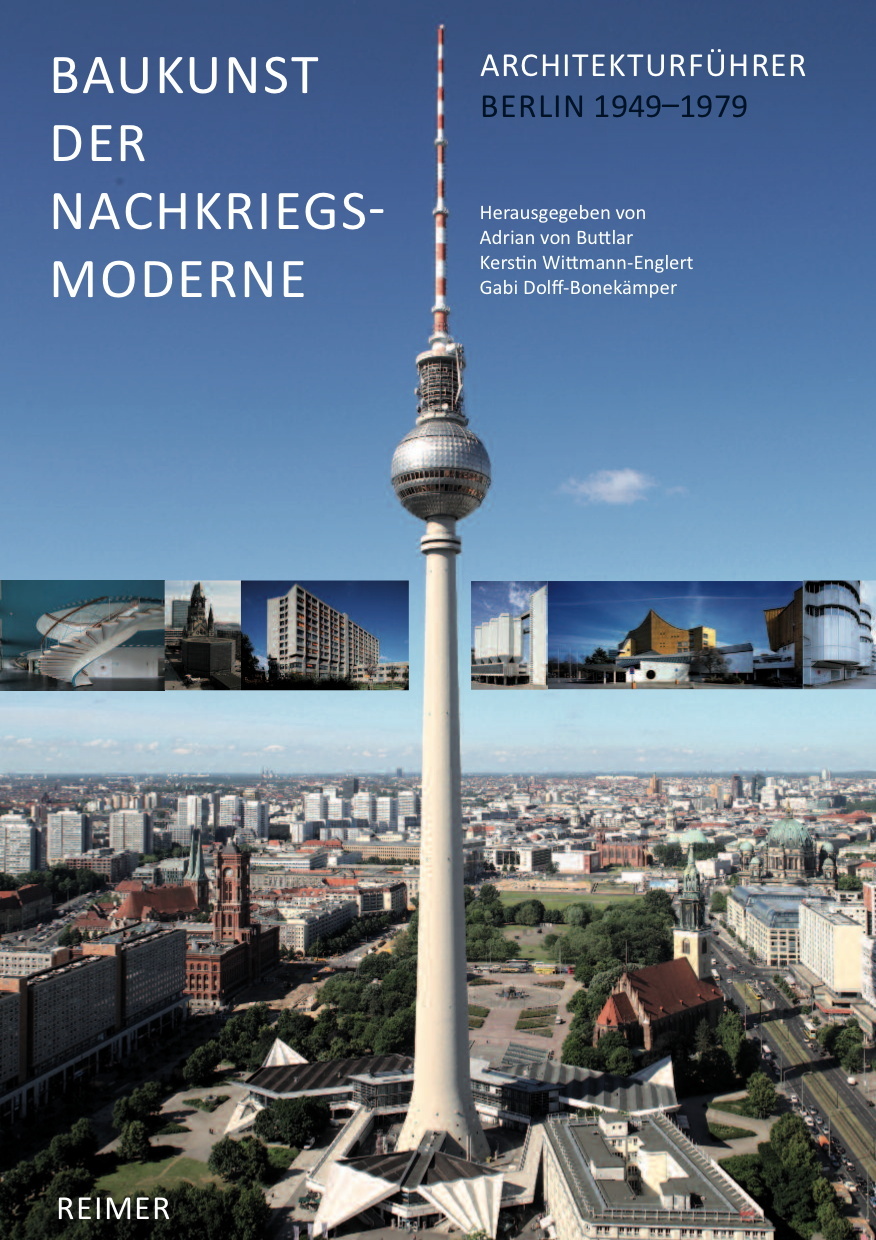 BAUKUNST
DER
NACHKRIEGS-
MODERNE
ARCHITEKTURFÜHRER
BERLIN 1949–1979
Herausgegeben von
Adrian von Buttlar
Kerstin Wittmann-Englert
Gabi Dolff-Bonekämper
REIMER